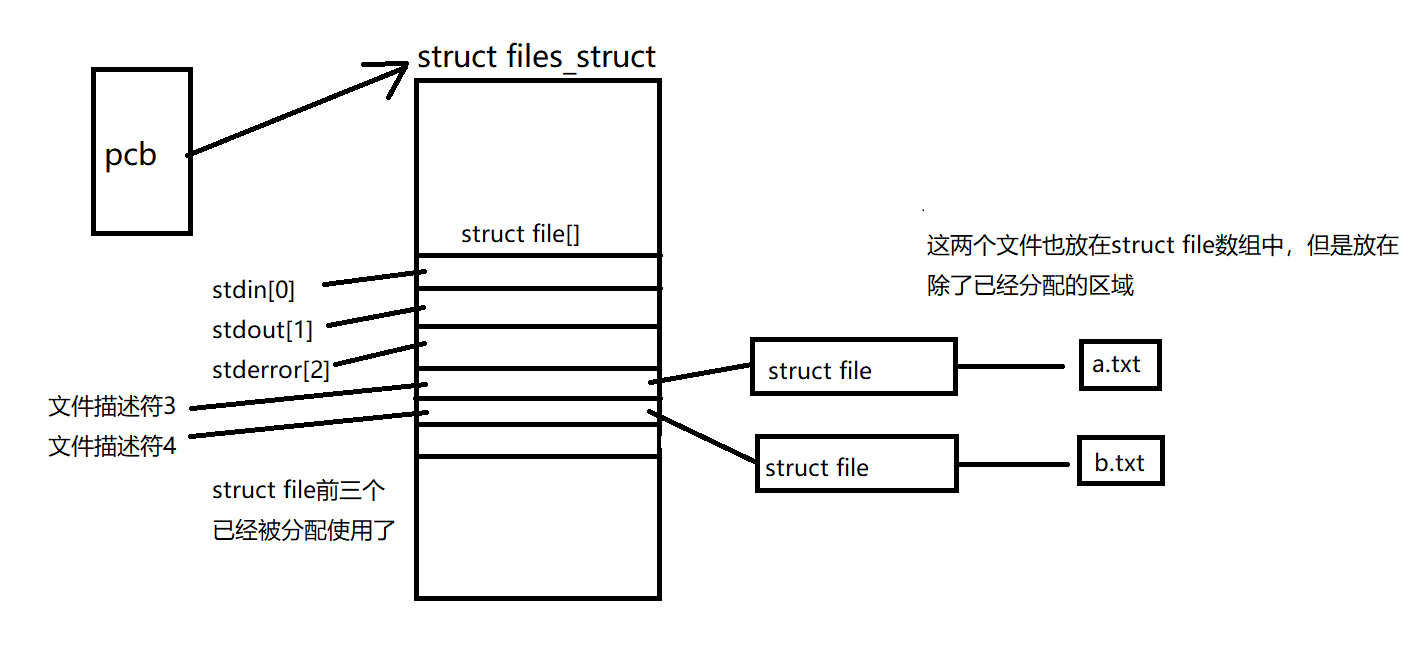 struct files_struct
pcb
struct file[]
stdin[0]
stdout[1]
stderror[2]
文件描述符3
文件描述符4
struct file前三个
已经被分配使用了
这两个文件也放在struct file数组中，但是放在
除了已经分配的区域
struct file
a.txt
struct file
b.txt